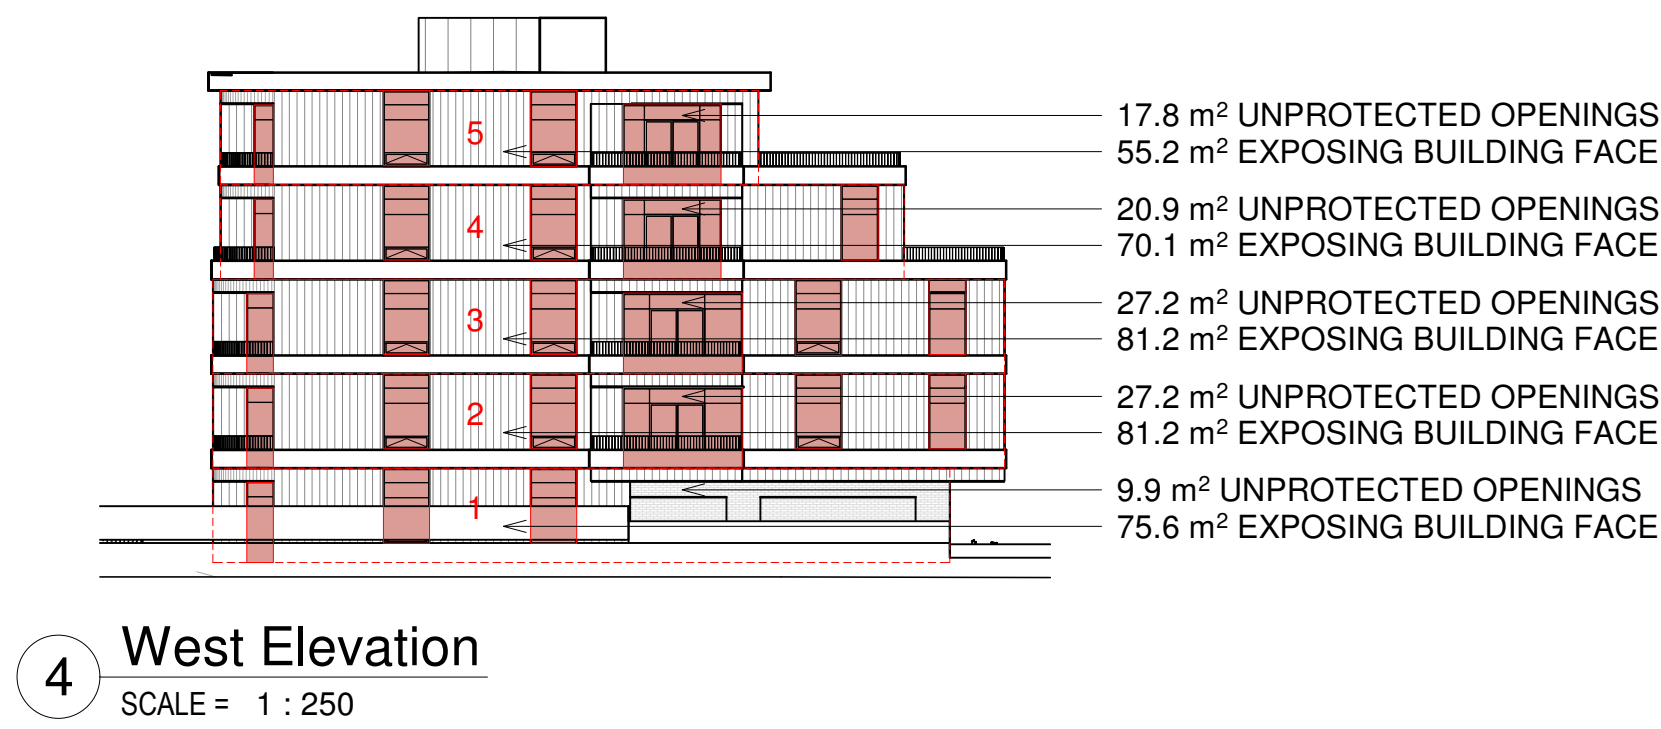 5
17.8 m² UNPROTECTED OPENINGS
55.2 m² EXPOSING BUILDING FACE
4
20.9 m² UNPROTECTED OPENINGS
70.1 m² EXPOSING BUILDING FACE
3
27.2 m² UNPROTECTED OPENINGS
81.2 m² EXPOSING BUILDING FACE
2
27.2 m² UNPROTECTED OPENINGS
81.2 m² EXPOSING BUILDING FACE
1
9.9 m² UNPROTECTED OPENINGS
75.6 m² EXPOSING BUILDING FACE
4
West Elevation
SCALE = 1 : 250